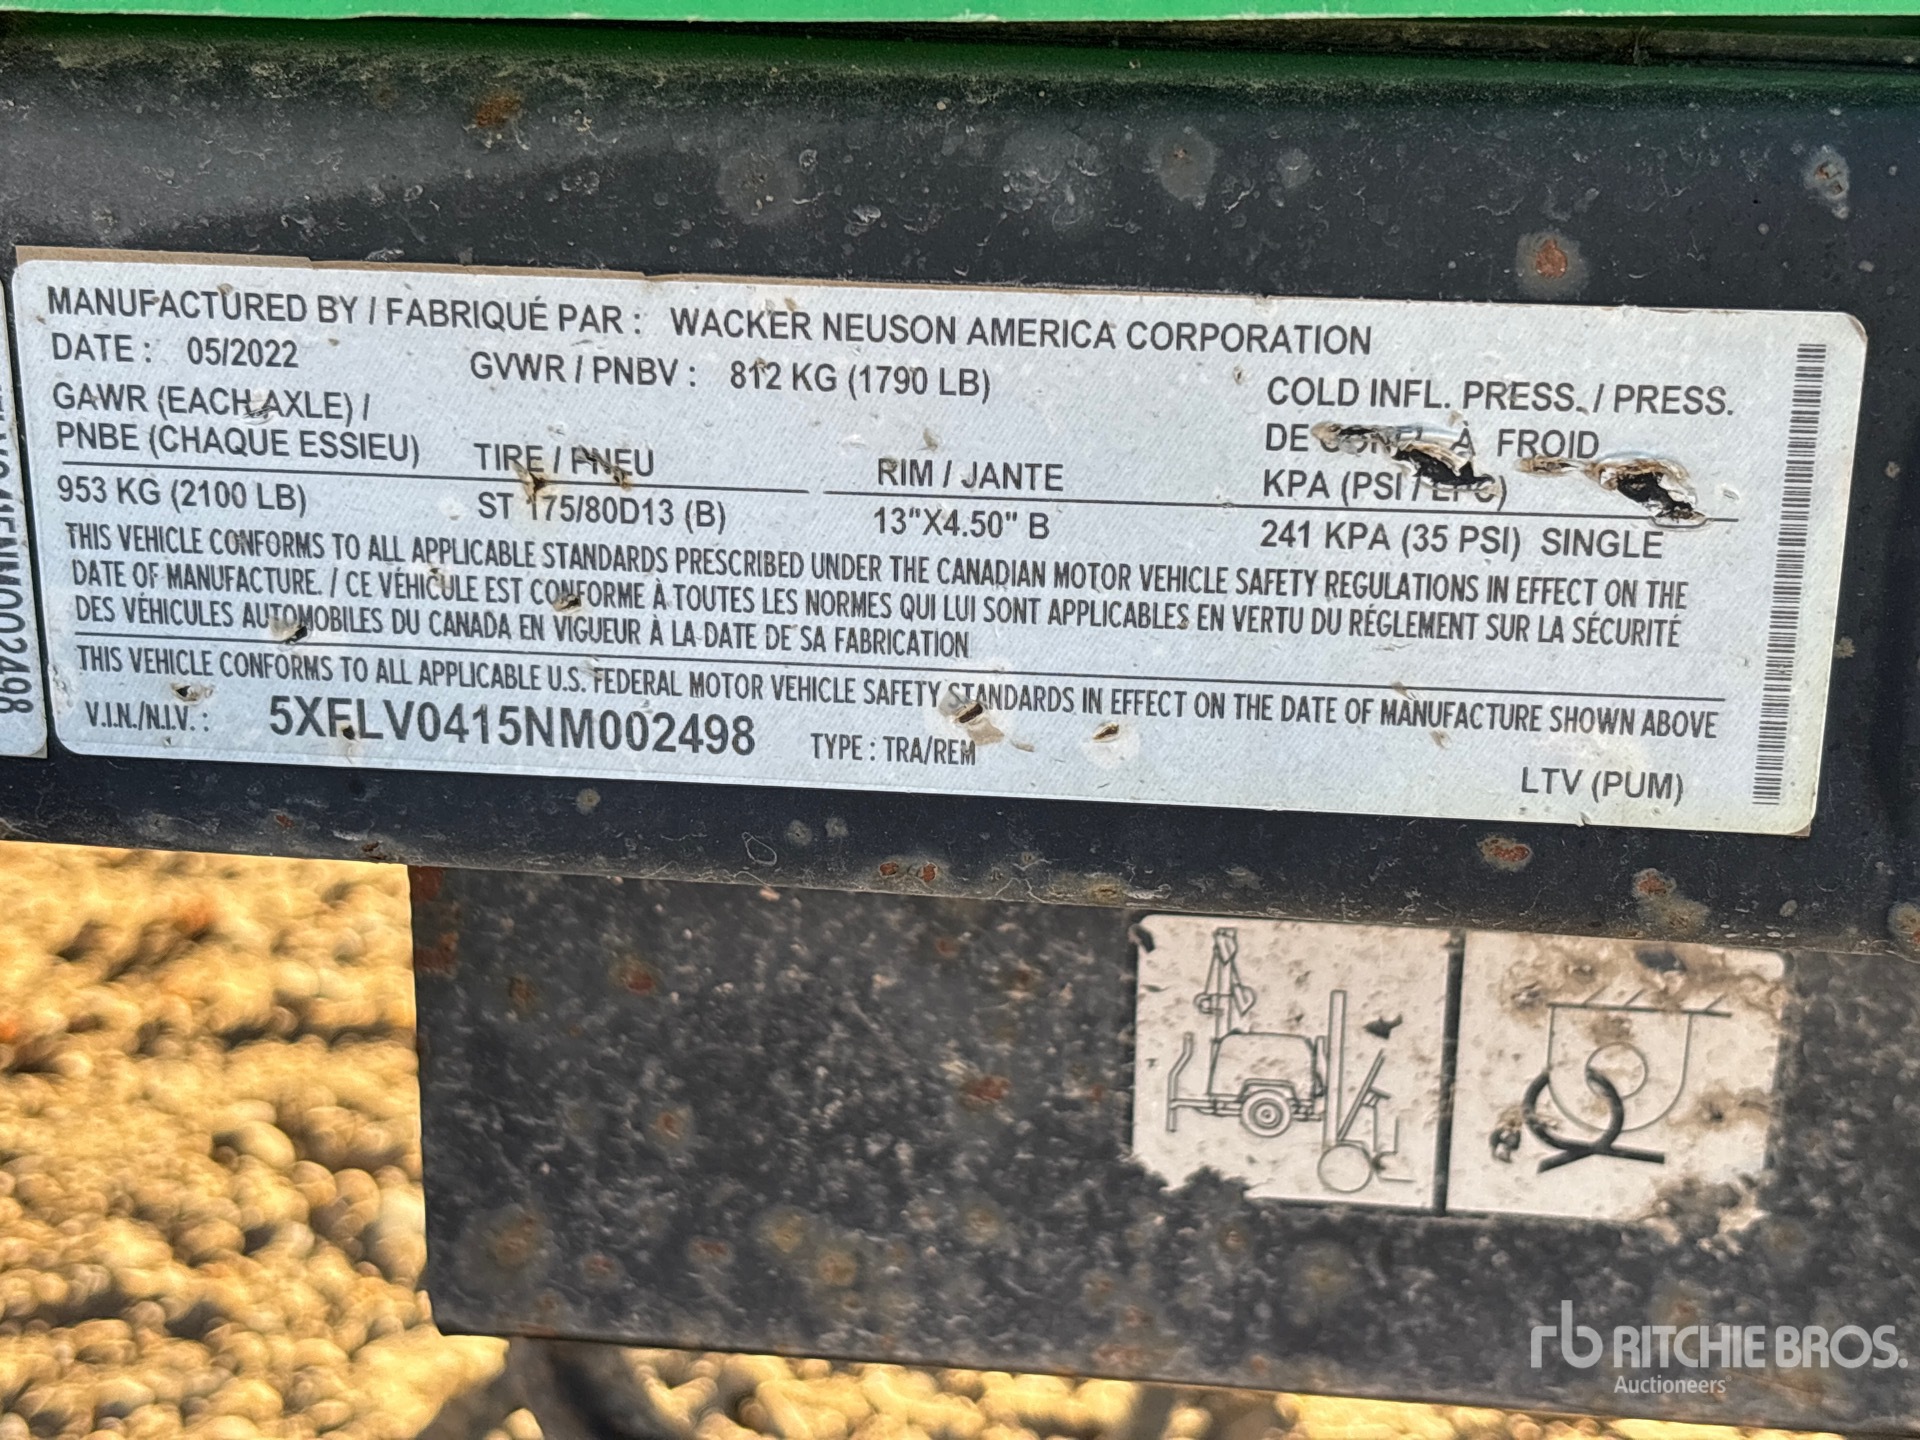 MANUFACTURED BY / FABRIQUÉ PAR : WACKER NEUSON AMERICA CORPORATION
DATE : 05/2022 GVWR / PNBV : 812 KG (1790 LB)
GAWR (EACH AXLE) / COLD INFL. PRESS. / PRESS.
PNBE (CHAQUE ESSIEU) TIRE / PNEU RIM / JANTE DE À FROID
KPA (PSI / LPC)
953 KG (2100 LB) ST 175/80D13 (B) 13"X4.50" B 241 KPA (35 PSI) SINGLE
THIS VEHICLE CONFORMS TO ALL APPLICABLE STANDARDS PRESCRIBED UNDER THE CANADIAN MOTOR VEHICLE SAFETY REGULATIONS IN EFFECT ON THE
DATE OF MANUFACTURE. / CE VÉHICULE EST CONFORME À TOUTES LES NORMES QUI LUI SONT APPLICABLES EN VERTU DU RÉGLEMENT SUR LA SÉCURITÉ
DES VÉHICULES AUTOMOBILES DU CANADA EN VIGUEUR À LA DATE DE SA FABRICATION
THIS VEHICLE CONFORMS TO ALL APPLICABLE U.S. FEDERAL MOTOR VEHICLE SAFETY STANDARDS IN EFFECT ON THE DATE OF MANUFACTURE SHOWN ABOVE
V.I.N./N.I.V. : 5XFLV0415NM002498 TYPE : TRA/REM
LTV (PUM)
rb RITCHIE BROS.
Auctioneers